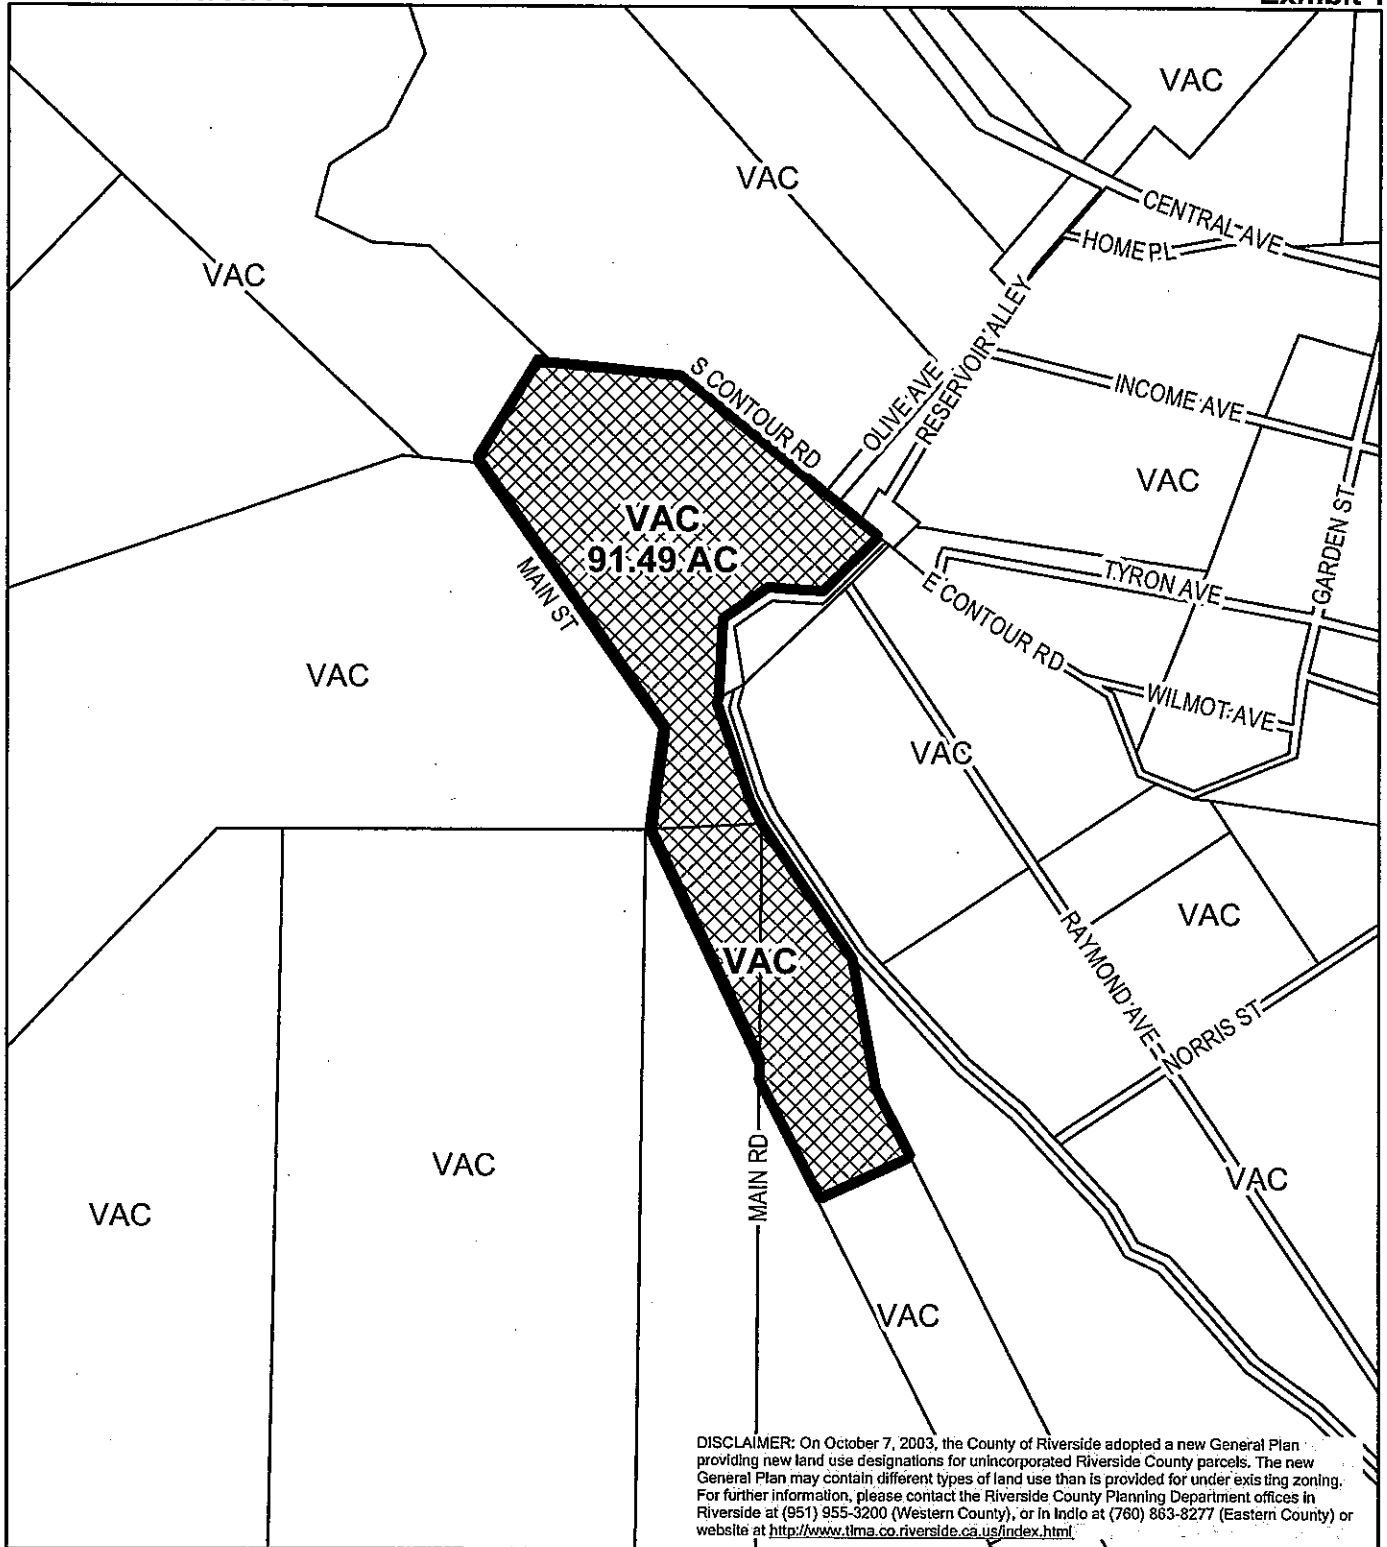 Exhibit
VAC
VAC
CENTRAL AVE
HOME PL
VAC
RESERVOIR ALLEY
S CONTOUR RD
OLIVE AVE
INCOME AVE
VAC
VAC
91.49 AC
GARDEN ST
MAIN ST
TYRON AVE
E CONTOUR RD
VAC
WILMOT AVE
VAC
VAC
RAYMOND AVE
VAC
NORRIS ST
VAC
MAIN RD
VAC
VAC
VAC
DISCLAIMER: On October 7, 2003, the County of Riverside adopted a new General Plan
providing new land use designations for unincorporated Riverside County parcels. The new
General Plan may contain different types of land use than is provided for under existing zoning.
For further information, please contact the Riverside County Planning Department offices in
Riverside at (951) 955-3200 (Western County), or in Indio at (760) 863-8277 (Eastern County) or
website at http://www.tlma.co.riverside.ca.us/index.html